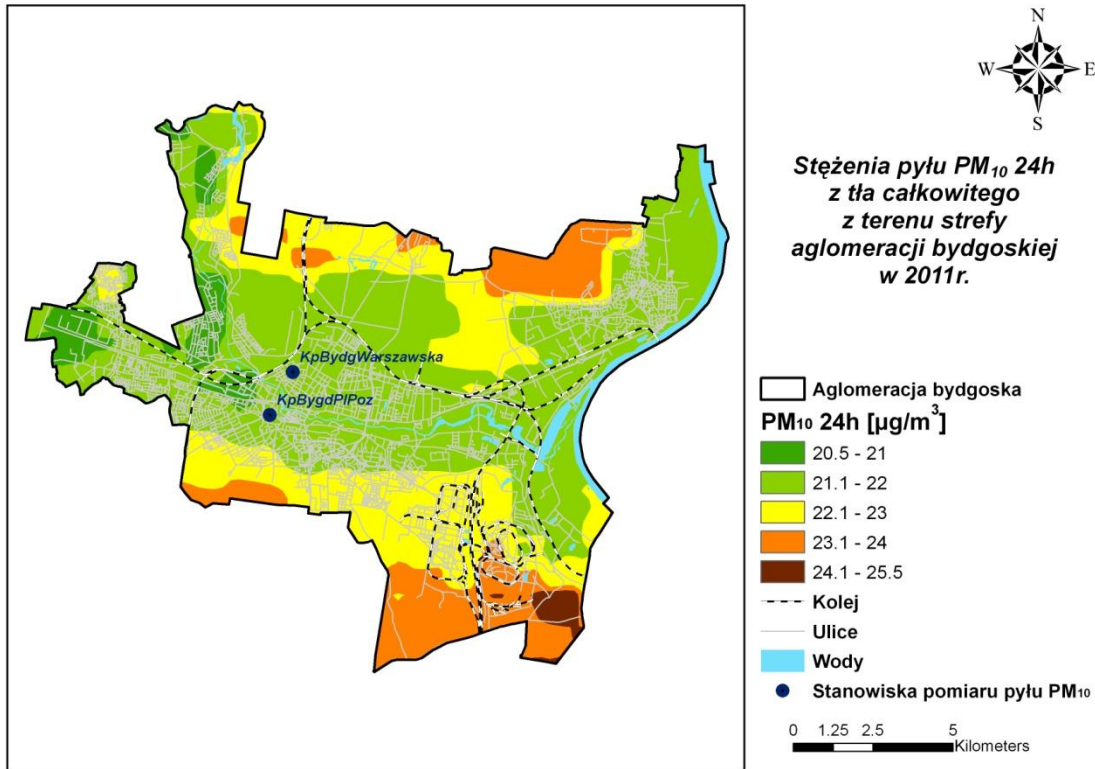 N
W E
S
Stężenia pyłu PM₁₀ 24h
z tła całkowitego
z terenu strefy
aglomeracji bydgoskiej
w 2011r.
KpBydgWarszawska
KpBygdPlPoz
Aglomeracja bydgoska
PM₁₀ 24h [µg/m³]
20.5 - 21
21.1 - 22
22.1 - 23
23.1 - 24
24.1 - 25.5
Kolej
Ulice
Wody
Stanowiska pomiaru pyłu PM₁₀
0 1.25 2.5 5
Kilometers